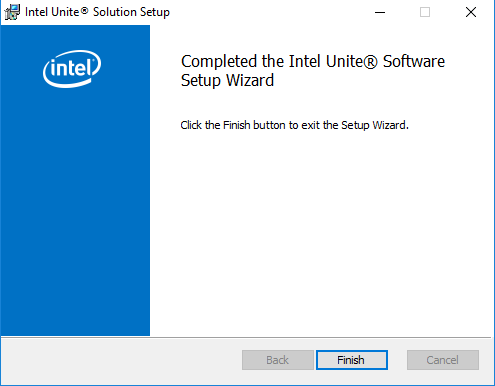 Intel Unite® Solution Setup
intel
Completed the Intel Unite® Software
Setup Wizard
Click the Finish button to exit the Setup Wizard.
Back
Finish
Cancel